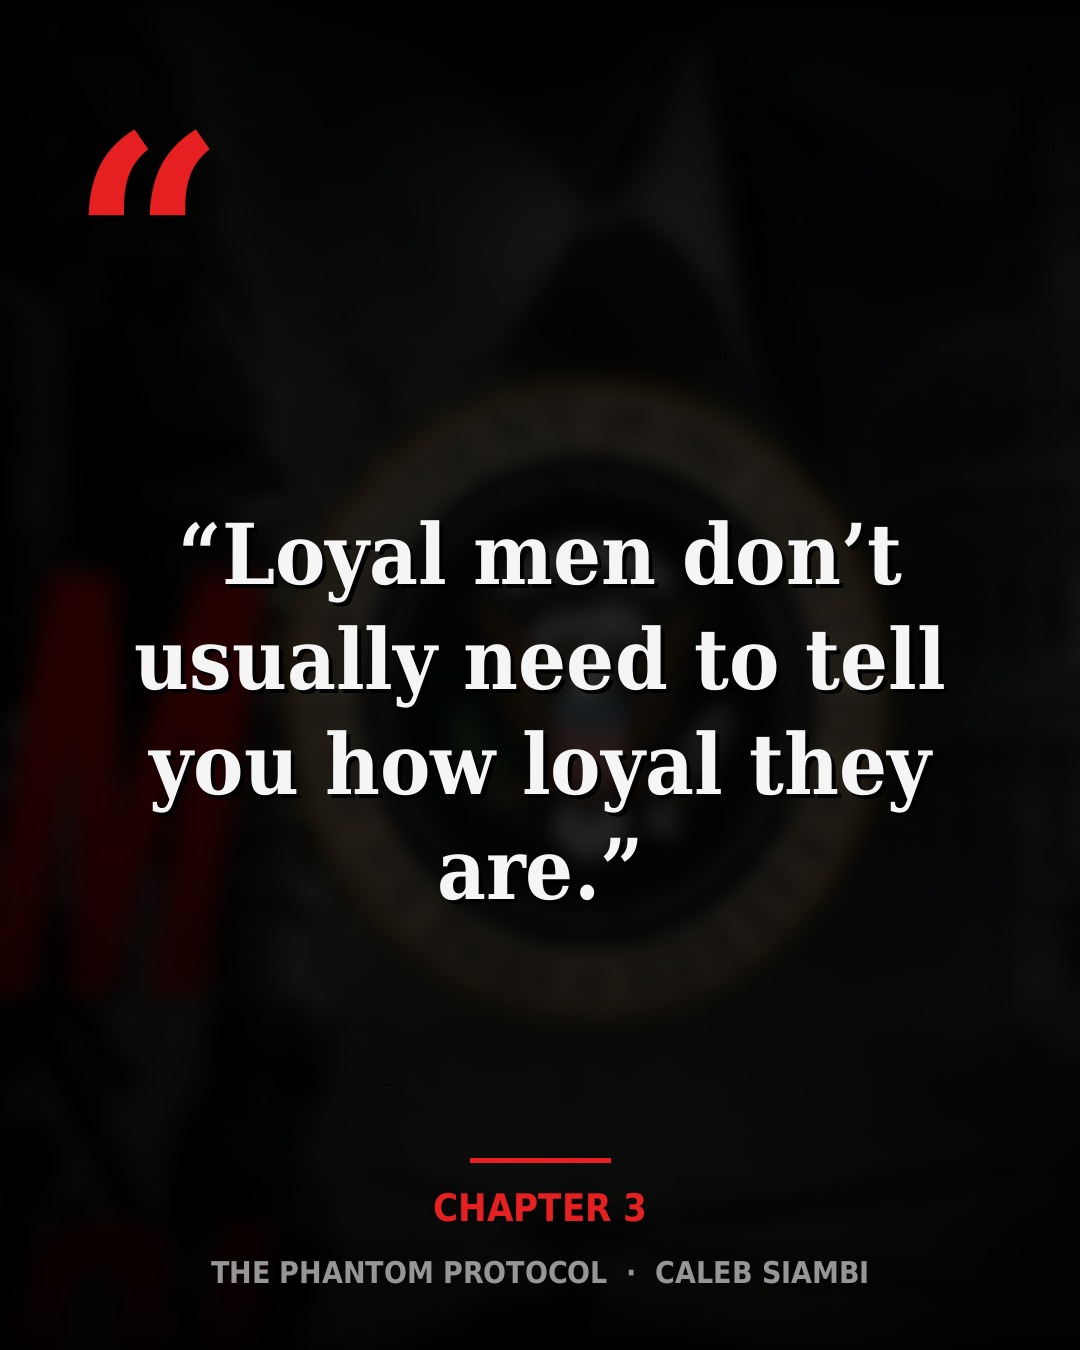 “
“Loyal men don’t
usually need to tell
you how loyal they
are.”
CHAPTER 3
THE PHANTOM PROTOCOL · CALEB SIAMBI